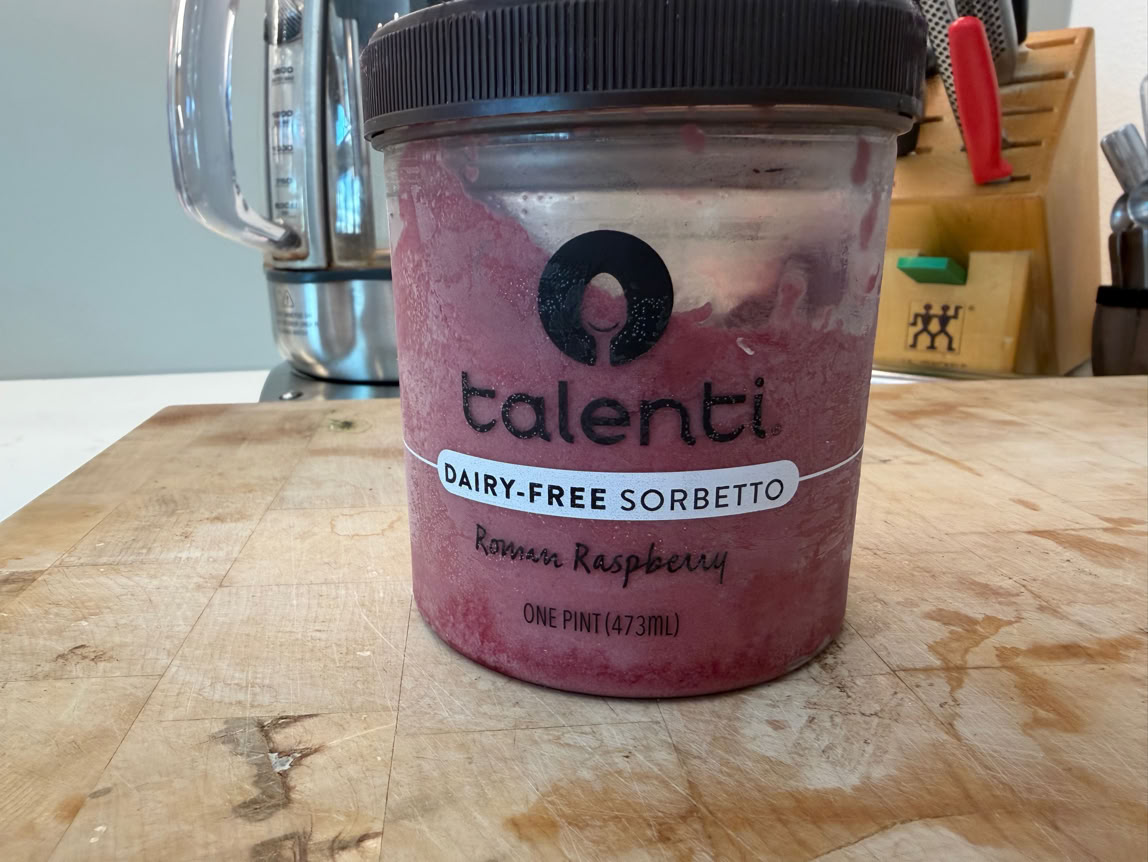 talenti
DAIRY-FREE SORBETTO
Roman Raspberry
ONE PINT (473mL)